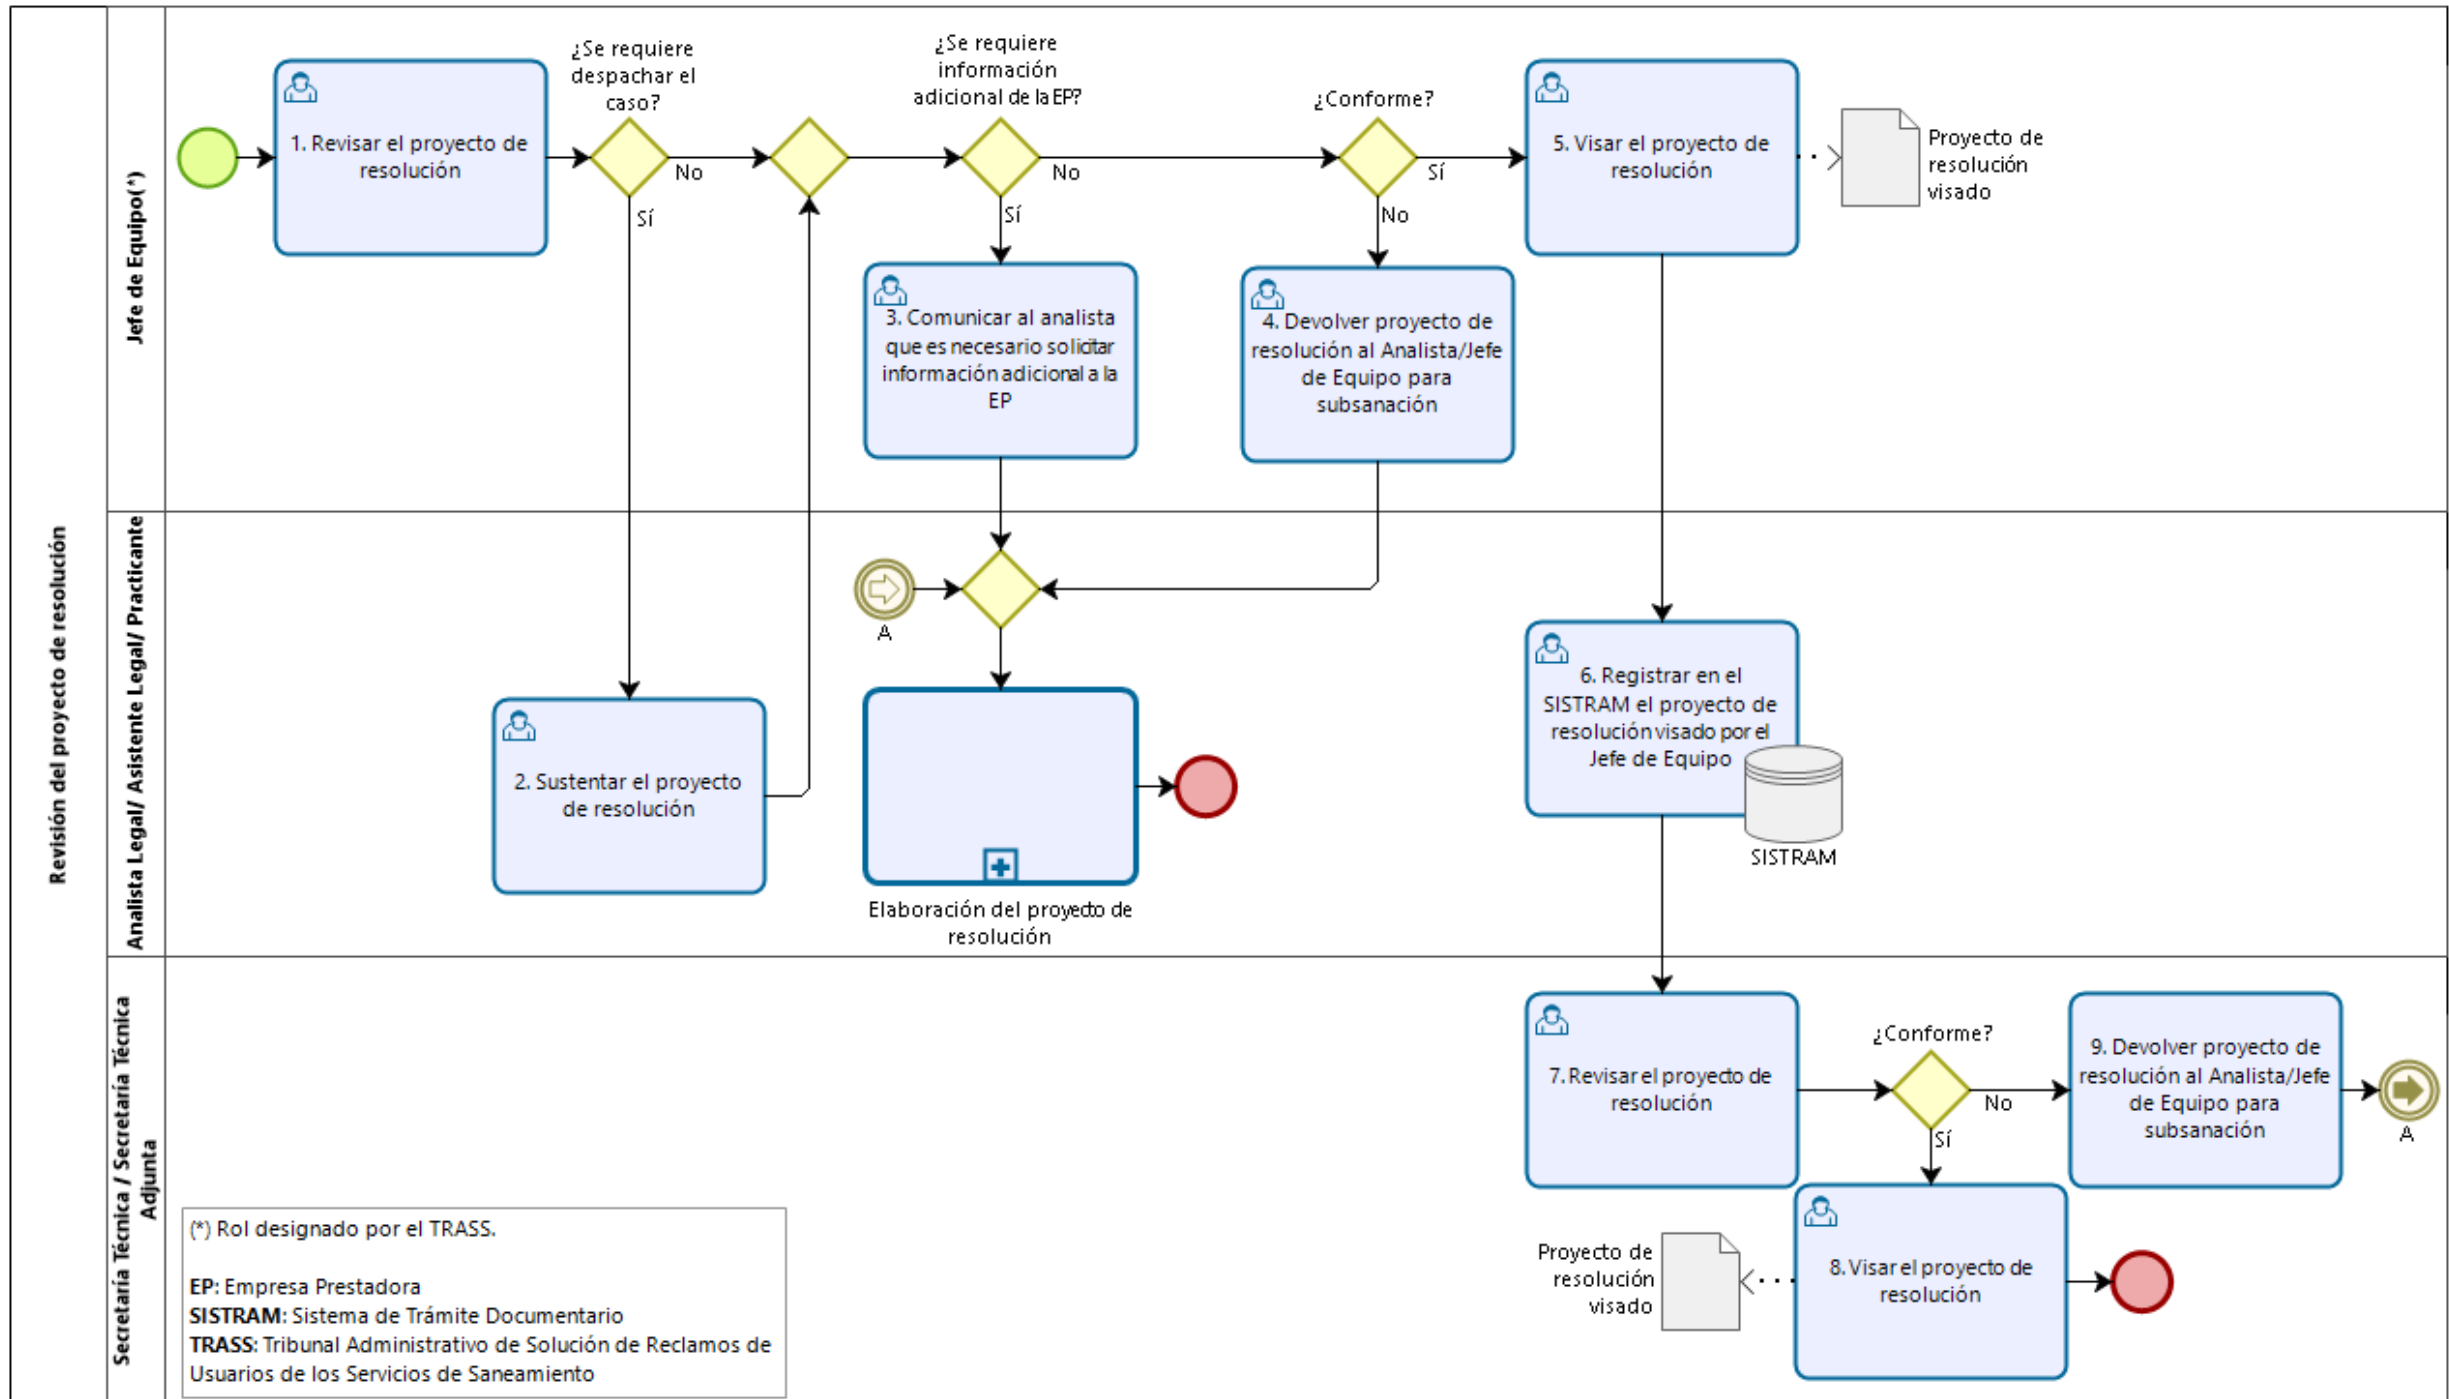 Revisión del proyecto de resolución
Jefe de Equipo(*)
1. Revisar el proyecto de
resolución
¿Se requiere
despachar el
caso?
No
Sí
¿Se requiere
información
adicional de la EP?
No
Sí
¿Conforme?
Sí
No
5. Visar el proyecto de
resolución
Proyecto de
resolución
visado
3. Comunicar al analista
que es necesario solicitar
información adicional a la
EP
4. Devolver proyecto de
resolución al Analista/Jefe
de Equipo para
subsanación
Analista Legal/ Asistente Legal/ Practicante
A
2. Sustentar el proyecto
de resolución
Elaboración del proyecto de
resolución
6. Registrar en el
SISTRAM el proyecto de
resolución visado por el
Jefe de Equipo
SISTRAM
Secretaría Técnica / Secretaría Técnica
Adjunta
7. Revisar el proyecto de
resolución
¿Conforme?
No
Sí
9. Devolver proyecto de
resolución al Analista/Jefe
de Equipo para
subsanación
A
8. Visar el proyecto de
resolución
Proyecto de
resolución
visado
(*) Rol designado por el TRASS.
EP: Empresa Prestadora
SISTRAM: Sistema de Trámite Documentario
TRASS: Tribunal Administrativo de Solución de Reclamos de
Usuarios de los Servicios de Saneamiento